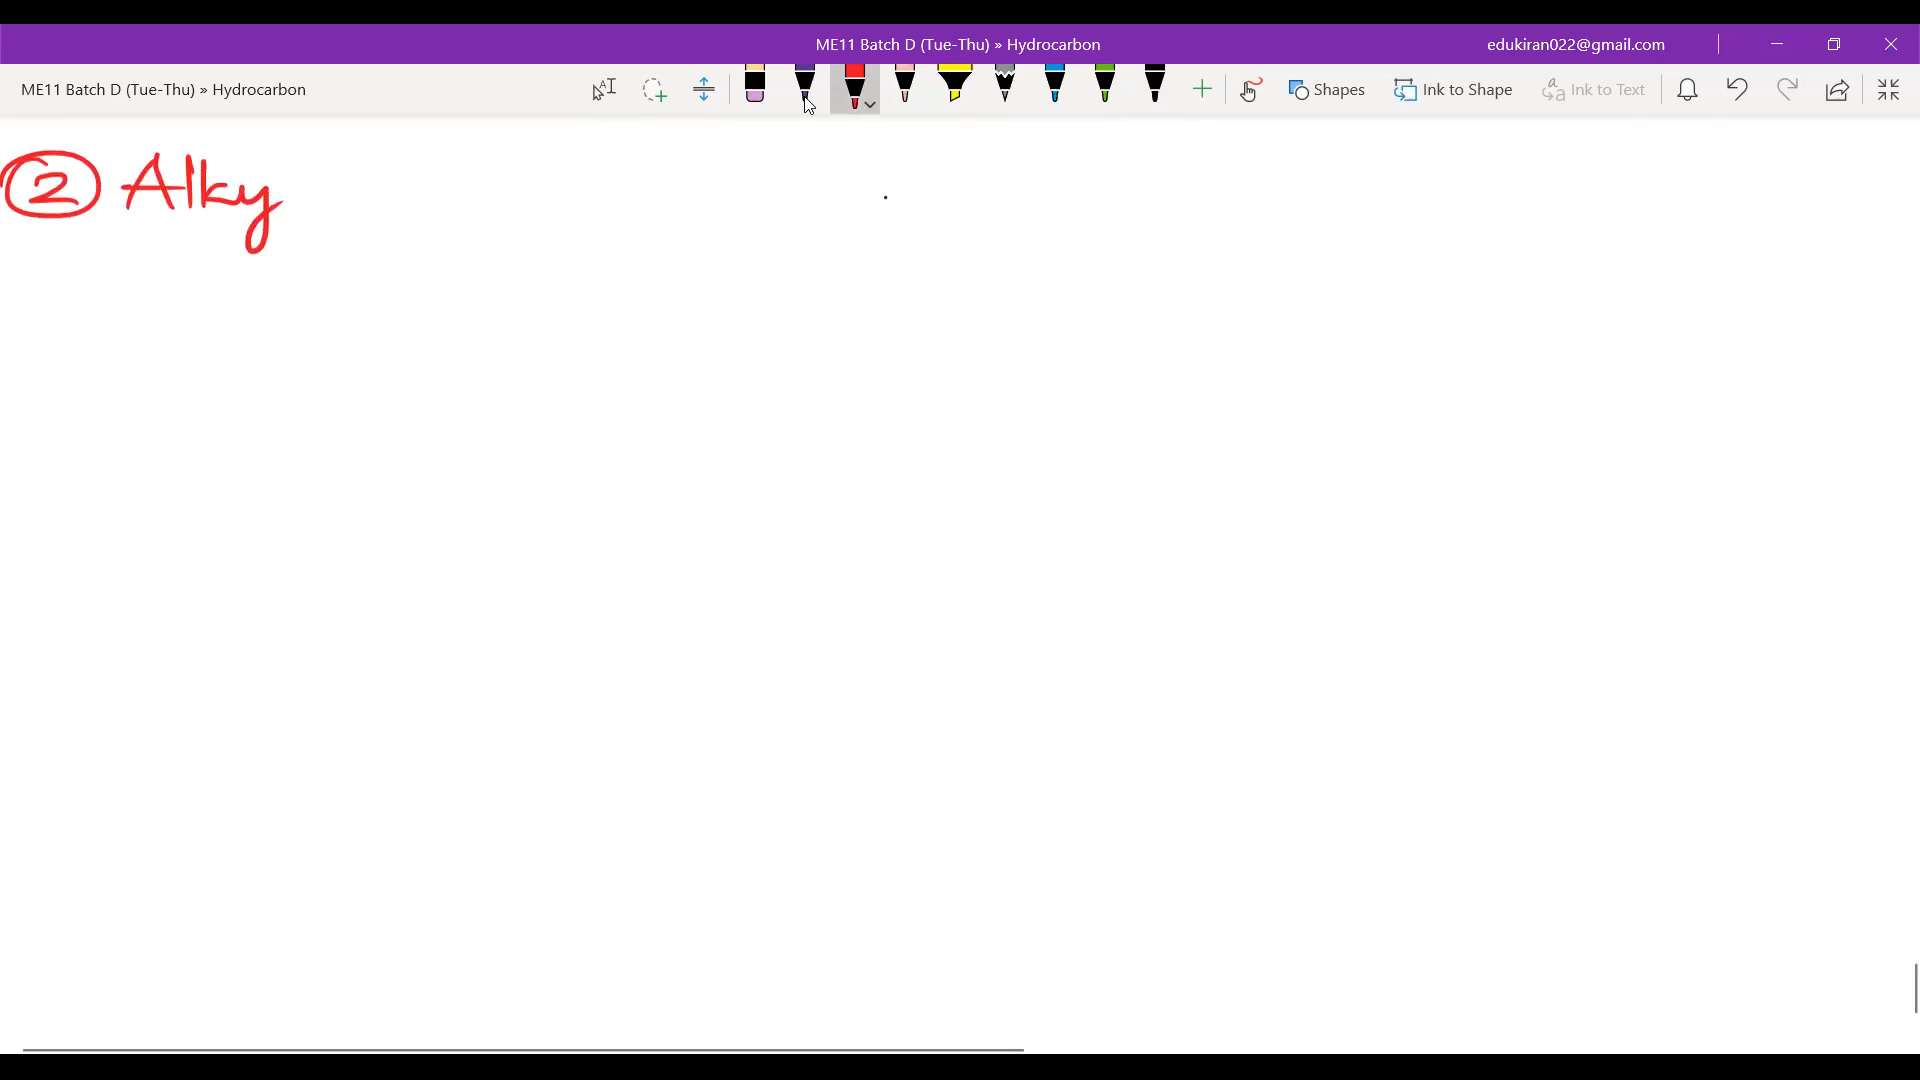 ME11 Batch D (Tue-Thu) » Hydrocarbon
edukiran022@gmail.com
ME11 Batch D (Tue-Thu) » Hydrocarbon
Shapes
Ink to Shape
Ink to Text
② Alky